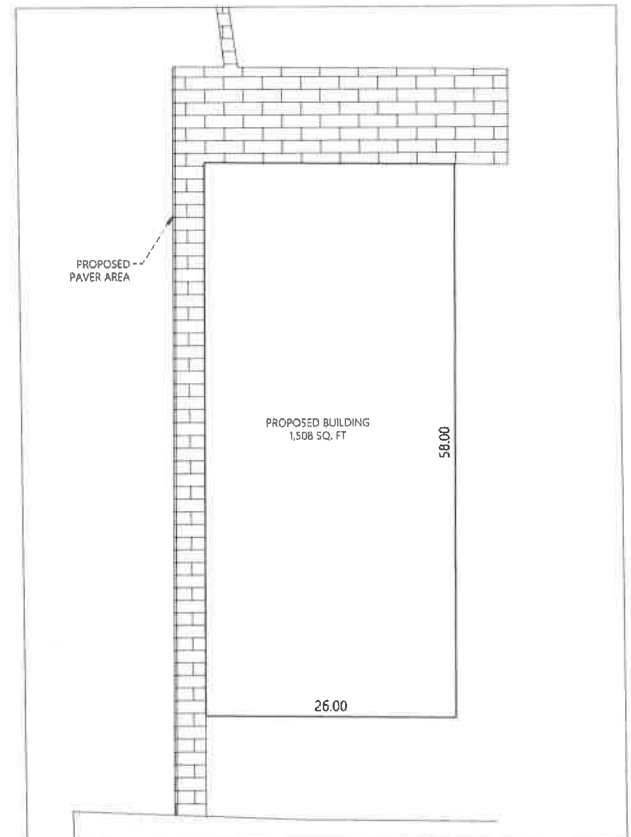 PROPOSED
PAVER AREA
PROPOSED BUILDING
1,508 SQ. FT
58.00
26.00